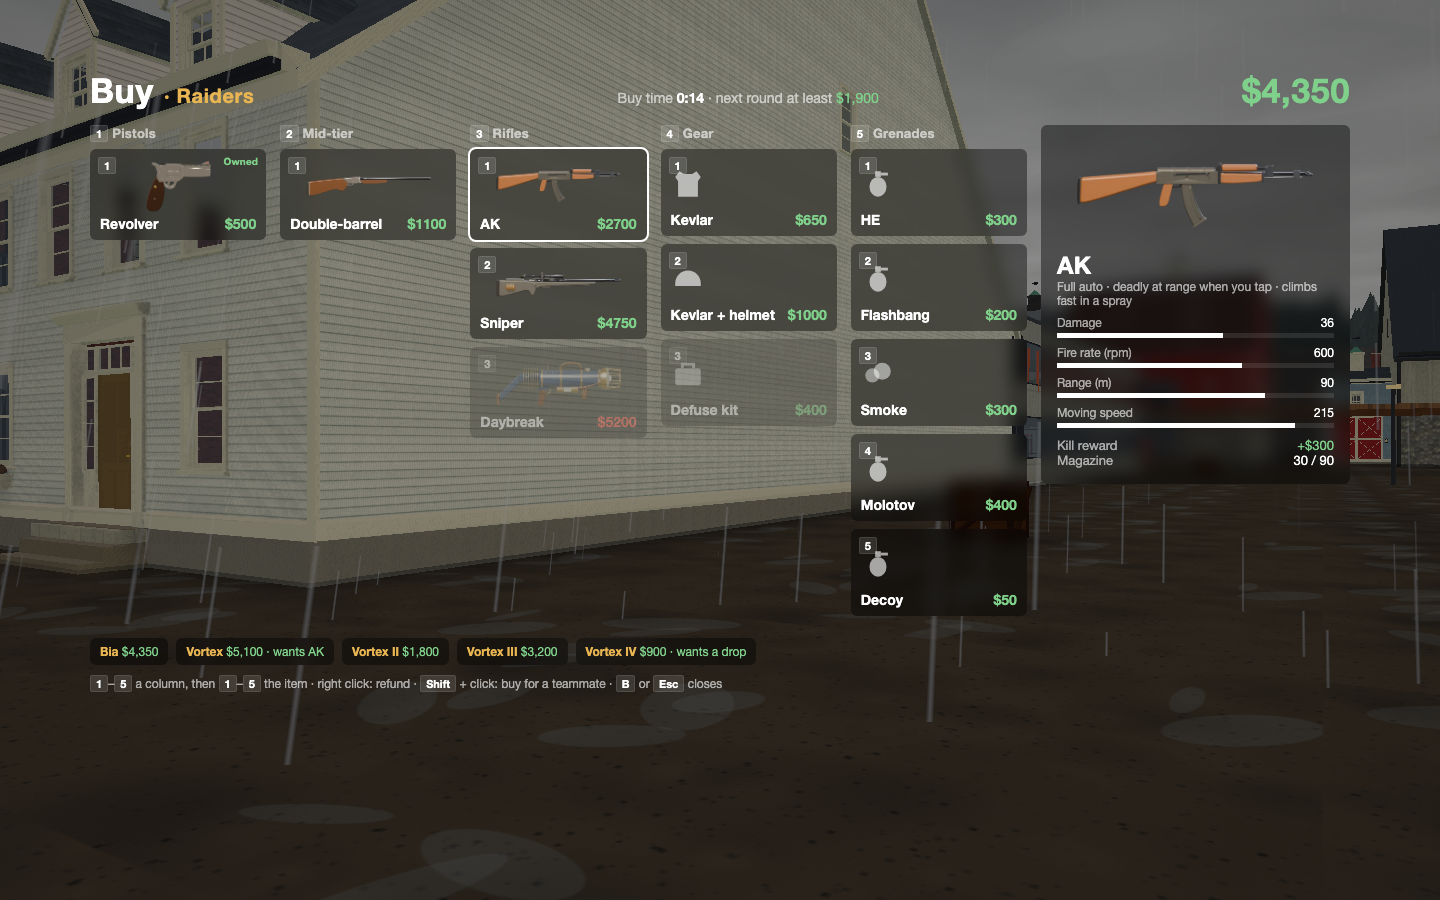 Buy · Raiders
Buy time 0:14 · next round at least $1,900
$4,350
1 Pistols
2 Mid-tier
3 Rifles
4 Gear
5 Grenades
1 Owned
Revolver $500
1
Double-barrel $1100
1
AK $2700
2
Sniper $4750
3
Daybreak $5200
1
Kevlar $650
2
Kevlar + helmet $1000
3
Defuse kit $400
1
HE $300
2
Flashbang $200
3
Smoke $300
4
Molotov $400
5
Decoy $50
AK
Full auto · deadly at range when you tap · climbs
fast in a spray
Damage 36
Fire rate (rpm) 600
Range (m) 90
Moving speed 215
Kill reward +$300
Magazine 30 / 90
Bia $4,350
Vortex $5,100 · wants AK
Vortex II $1,800
Vortex III $3,200
Vortex IV $900 · wants a drop
1 – 5 a column, then 1 – 5 the item · right click: refund · Shift + click: buy for a teammate · B or Esc closes